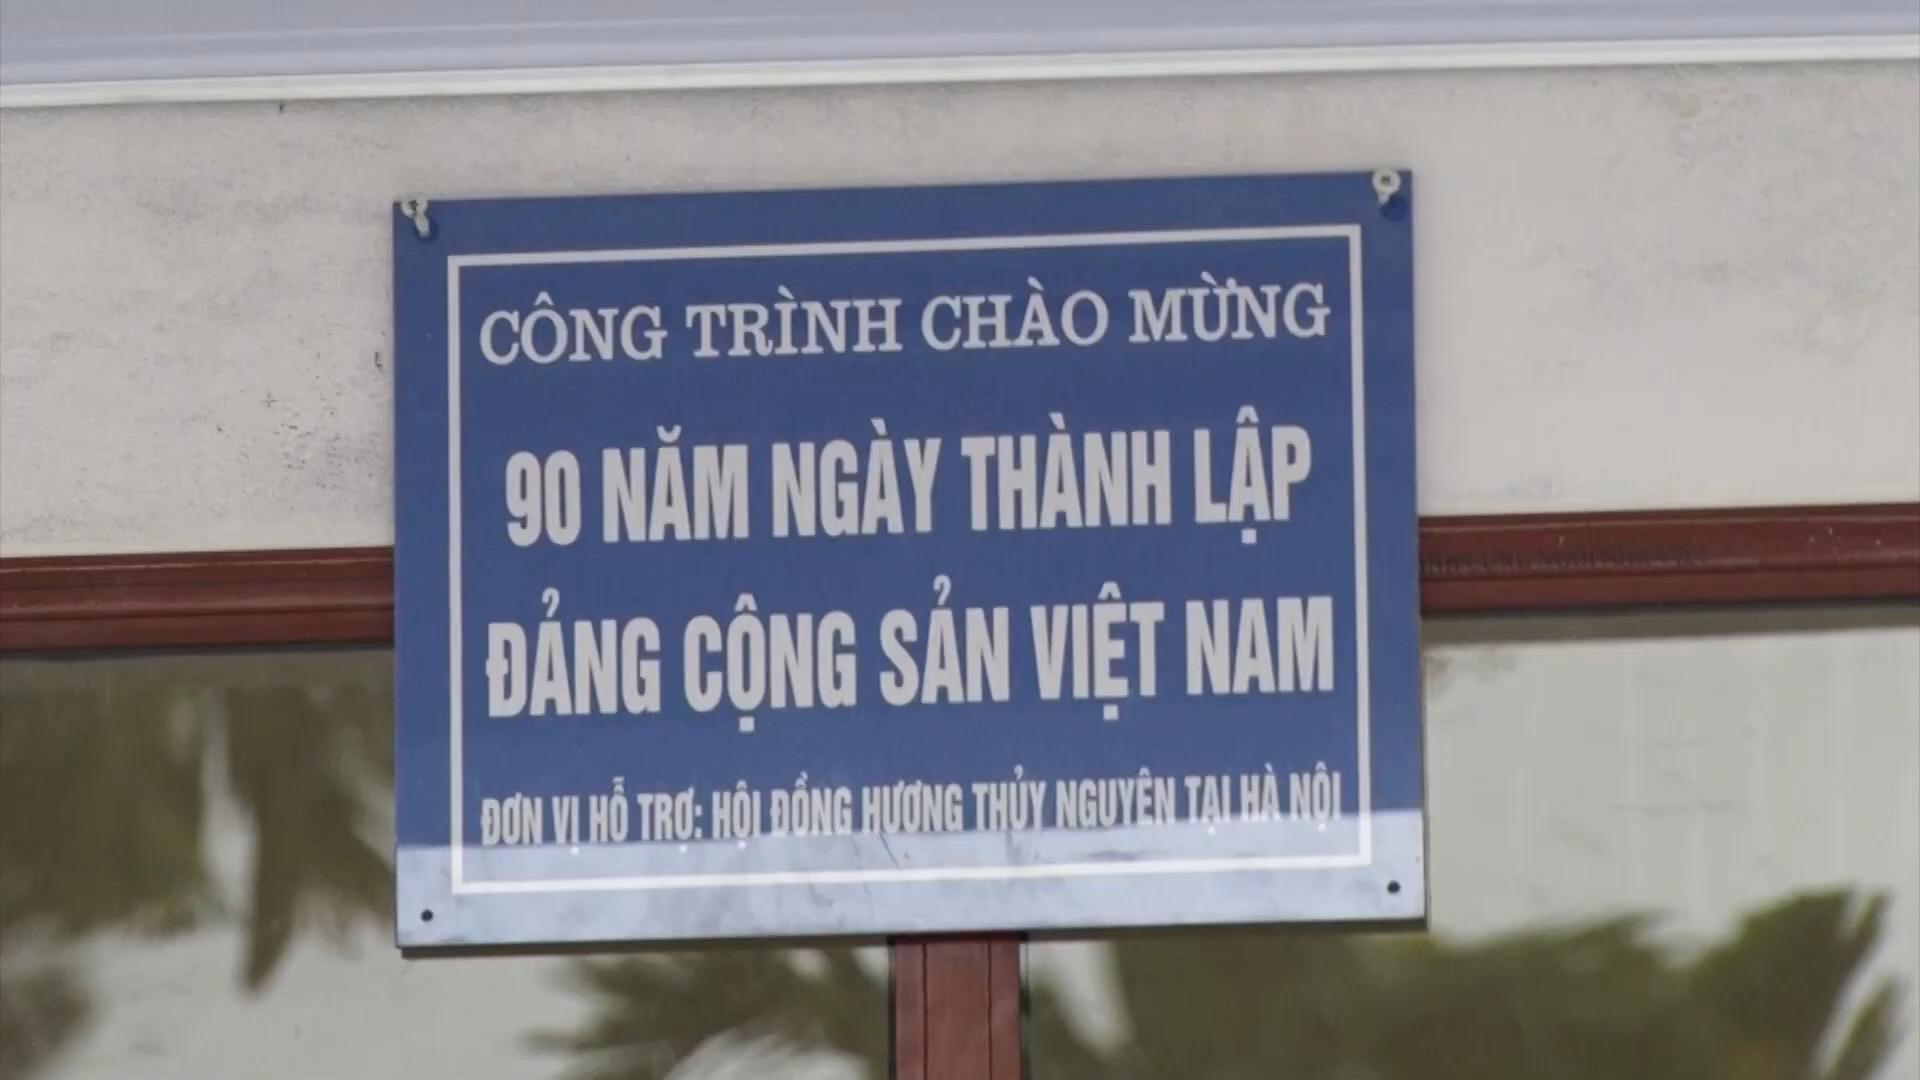 CÔNG TRÌNH CHÀO MỪNG
90 NĂM NGÀY THÀNH LẬP
ĐẢNG CỘNG SẢN VIỆT NAM
ĐƠN VỊ HỖ TRỢ: HỘI ĐỒNG HƯƠNG THỦY NGUYÊN TẠI HÀ NỘI